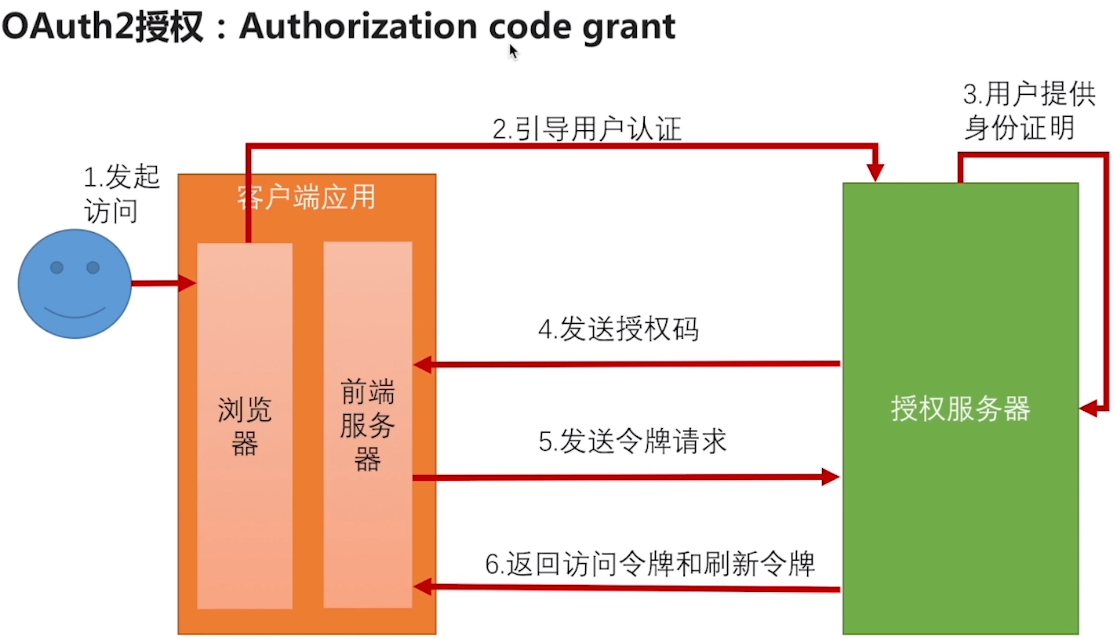 OAuth2授权：Authorization code grant
3.用户提供
身份证明
2.引导用户认证
1.发起
访问
客户端应用
4.发送授权码
浏览
器
前端
服务
器
授权服务器
5.发送令牌请求
6.返回访问令牌和刷新令牌